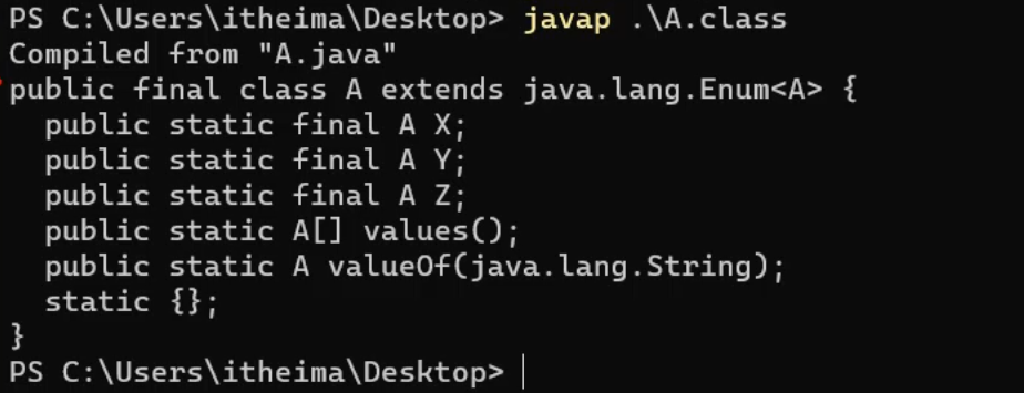 PS C:\Users\itheima\Desktop> javap .\A.class
Compiled from "A.java"
public final class A extends java.lang.Enum<A> {
  public static final A X;
  public static final A Y;
  public static final A Z;
  public static A[] values();
  public static A valueOf(java.lang.String);
  static {};
}
PS C:\Users\itheima\Desktop>